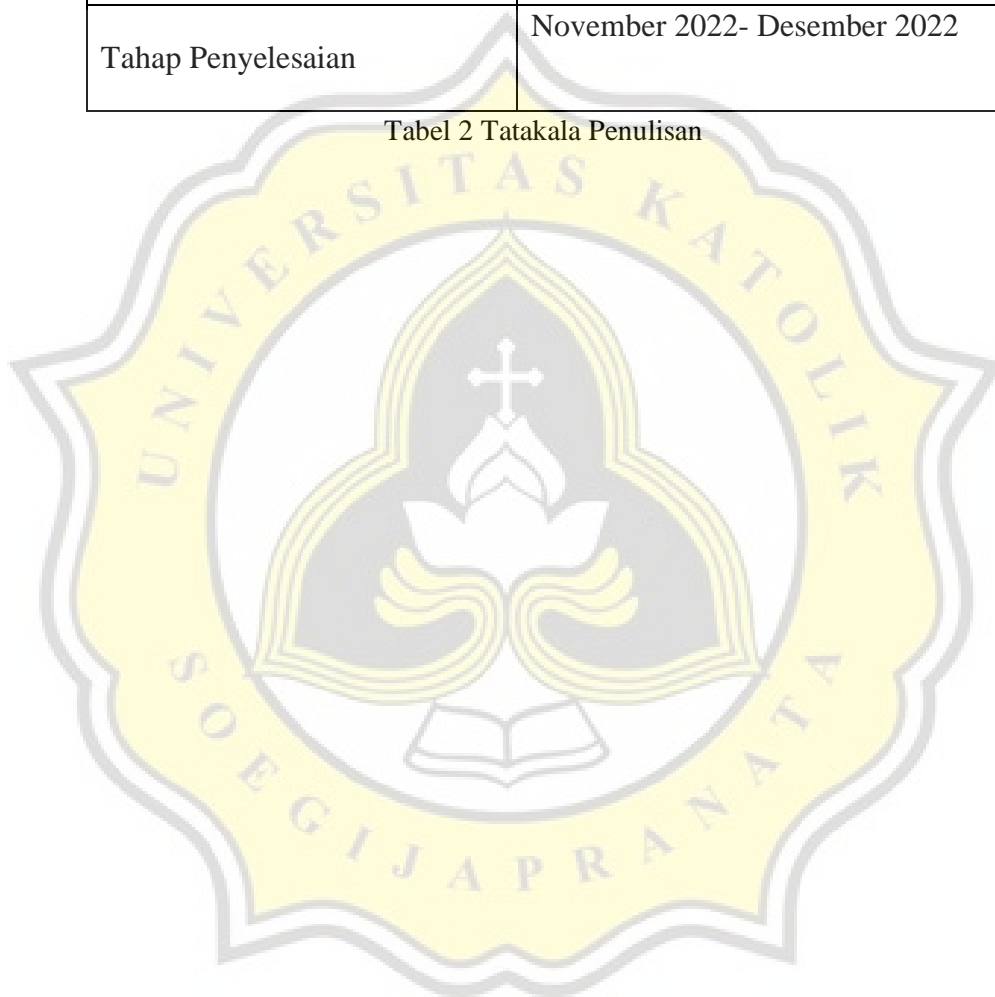 November 2022- Desember 2022
Tahap Penyelesaian
Tabel 2 Tatakala Penulisan
UNIVERSITAS KATOLIK
SOEGIJAPRANATA